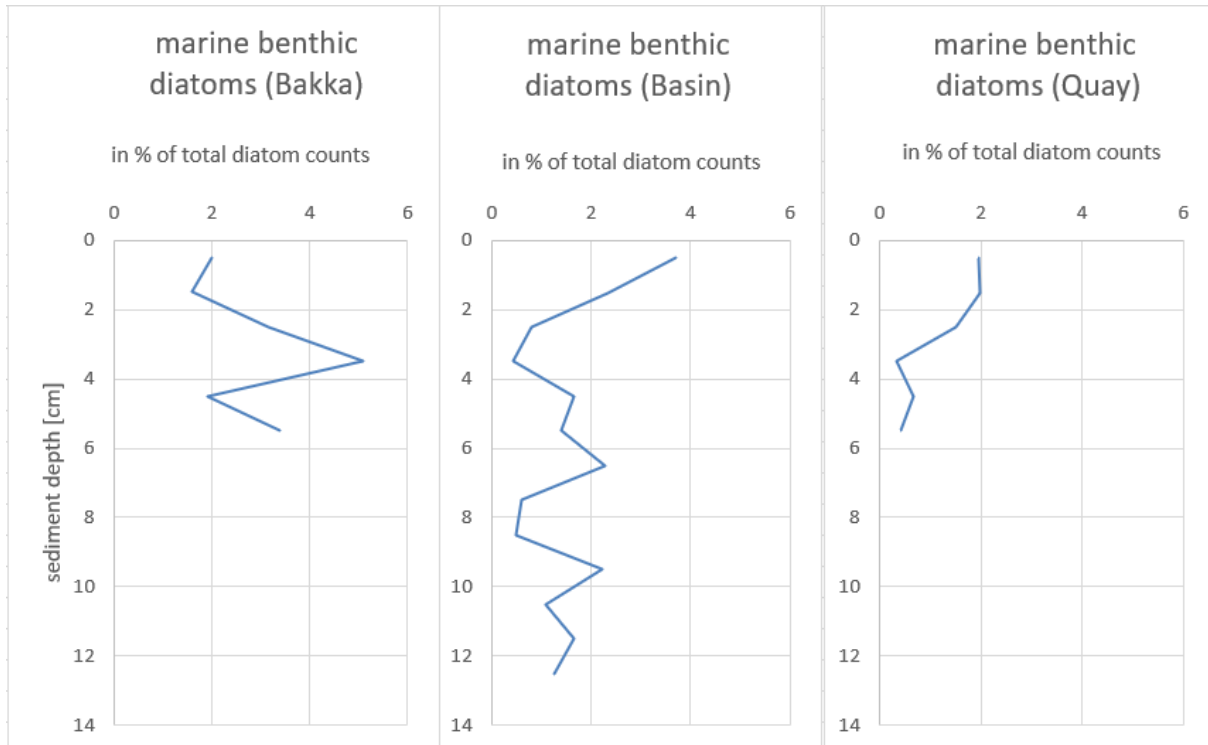 marine benthic
diatoms (Bakka)
in % of total diatom counts
0 2 4 6
0
2
4
6
8
10
12
14
sediment depth [cm]
marine benthic
diatoms (Basin)
in % of total diatom counts
0 2 4 6
0
2
4
6
8
10
12
14
marine benthic
diatoms (Quay)
in % of total diatom counts
0 2 4 6
0
2
4
6
8
10
12
14